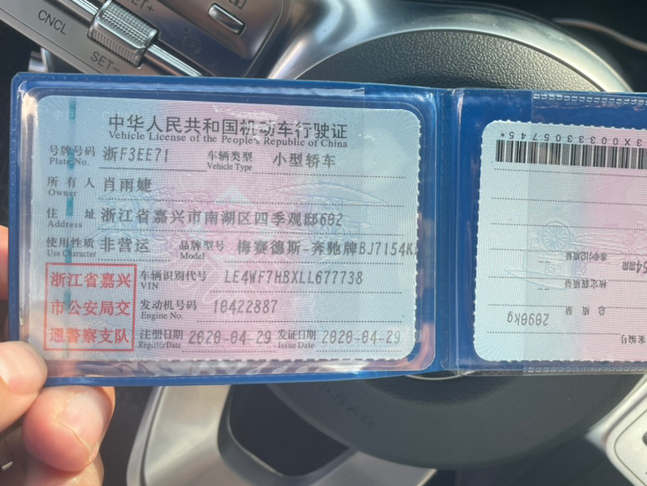 CNCL
SET+
SET-
中华人民共和国机动车行驶证
Vehicle License of the People's Republic of China
号牌号码 浙F3EE71 车辆类型 小型轿车
Plate No. Vehicle Type
所有人 肖雨婕
Owner
住址 浙江省嘉兴市南湖区四季观邸6602
Address
使用性质 非营运 品牌型号 梅赛德斯-奔驰牌BJ7154K
Use Character Model
浙江省嘉兴
市公安局交
通警察支队
车辆识别代号 LE4WF7HBXLL677738
VIN
发动机号码 10422887
Engine No.
注册日期 2020-04-29 发证日期 2020-04-29
Register Date Issue Date
总质量 2090kg